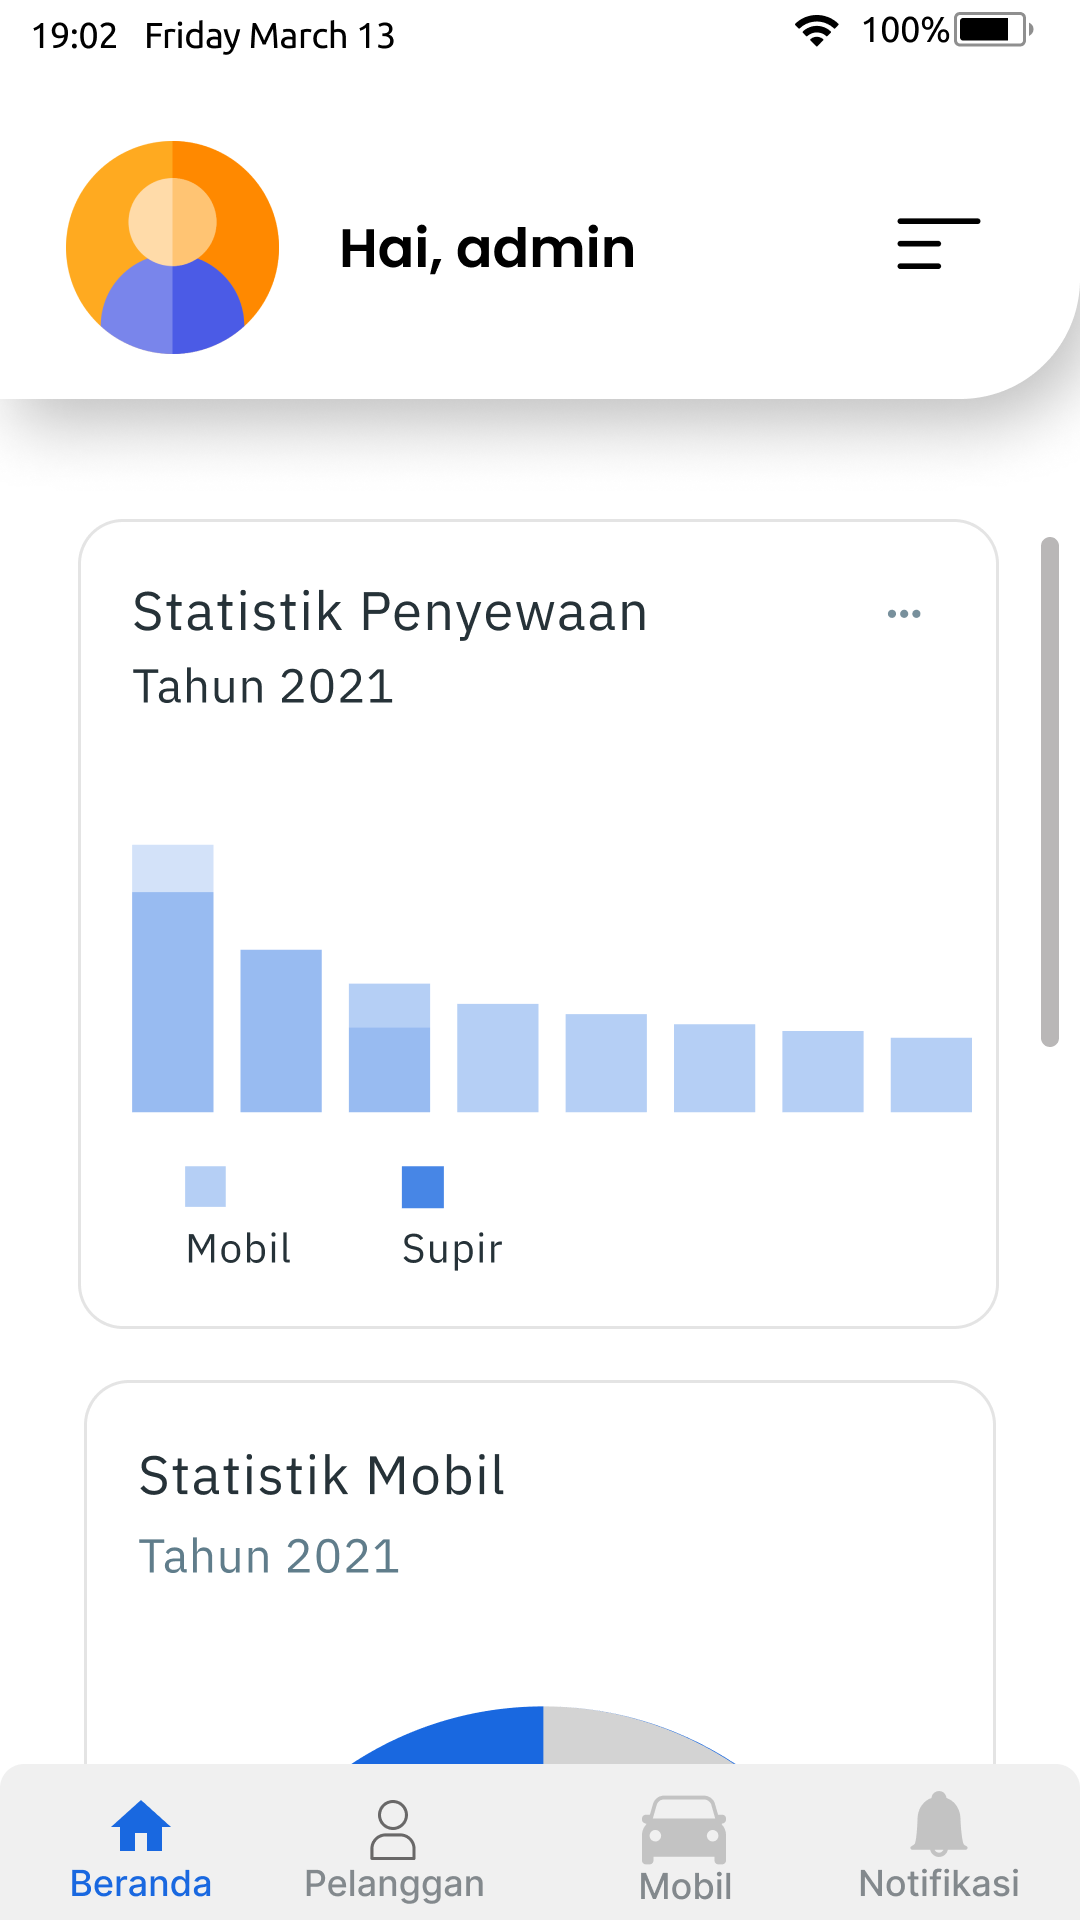 19:02 Friday March 13 100%
Hai, admin
Statistik Penyewaan
Tahun 2021
Mobil Supir
Statistik Mobil
Tahun 2021
Beranda Pelanggan Mobil Notifikasi